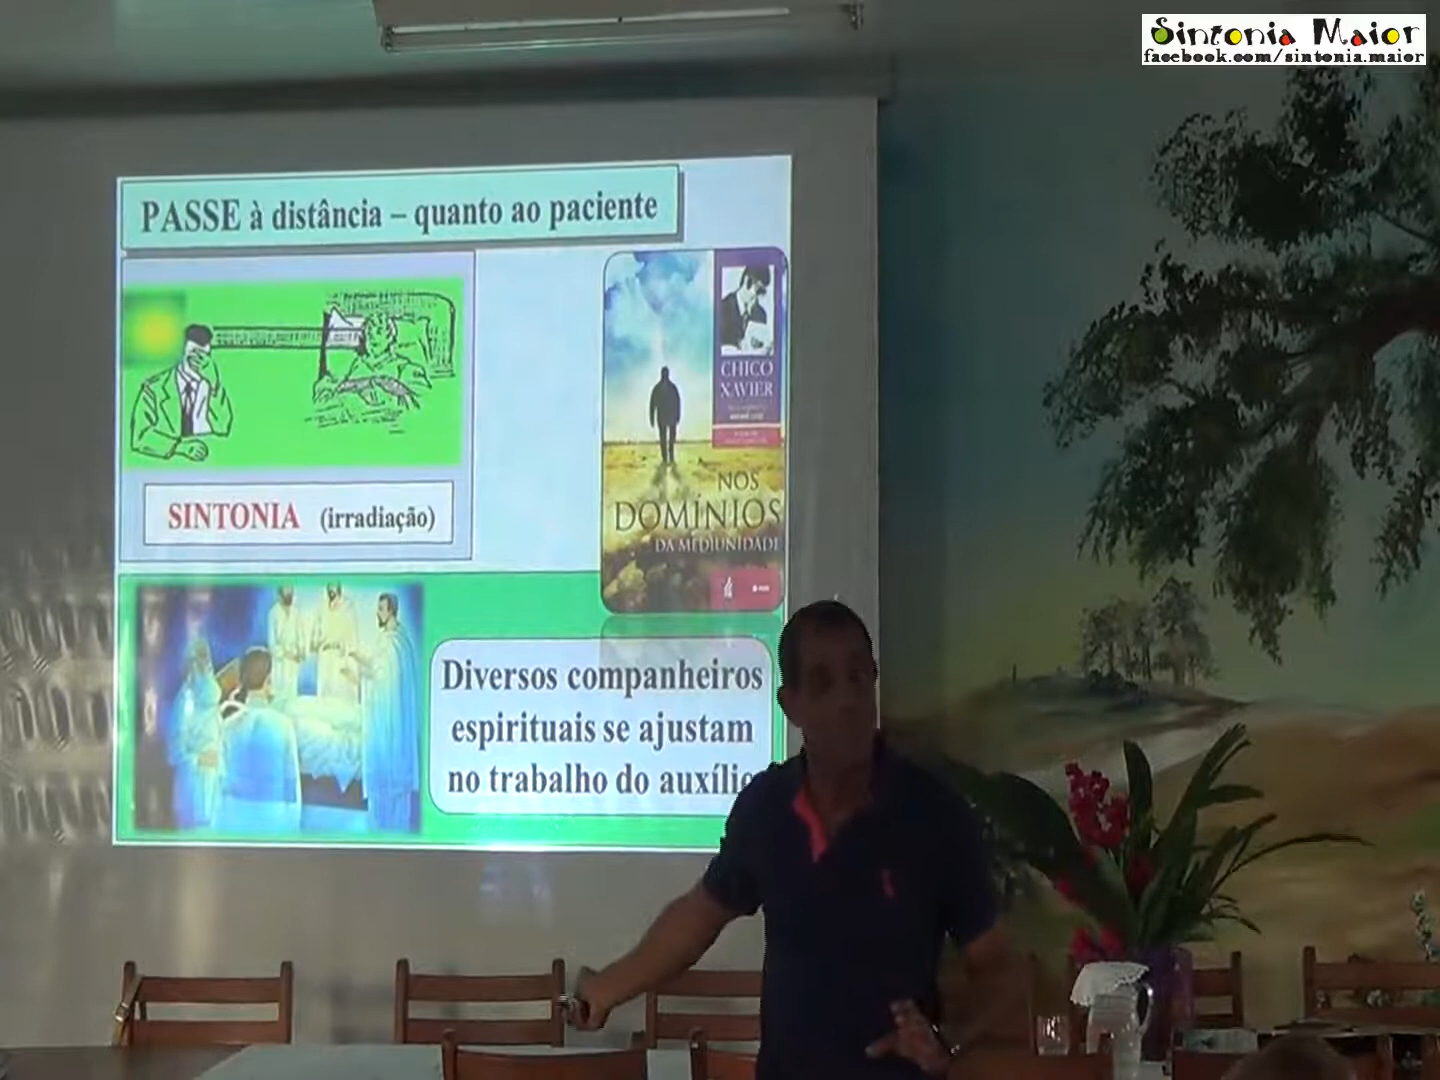 Sintonia Maior
facebook.com/sintonia.maior
PASSE à distância – quanto ao paciente
CHICO
XAVIER
NOS
DOMÍNIOS
DA MEDIUNIDADE
SINTONIA (irradiação)
Diversos companheiros
espirituais se ajustam
no trabalho do auxílio